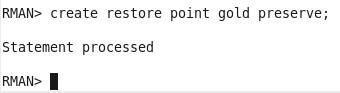 RMAN> create restore point gold preserve;
Statement processed
RMAN>